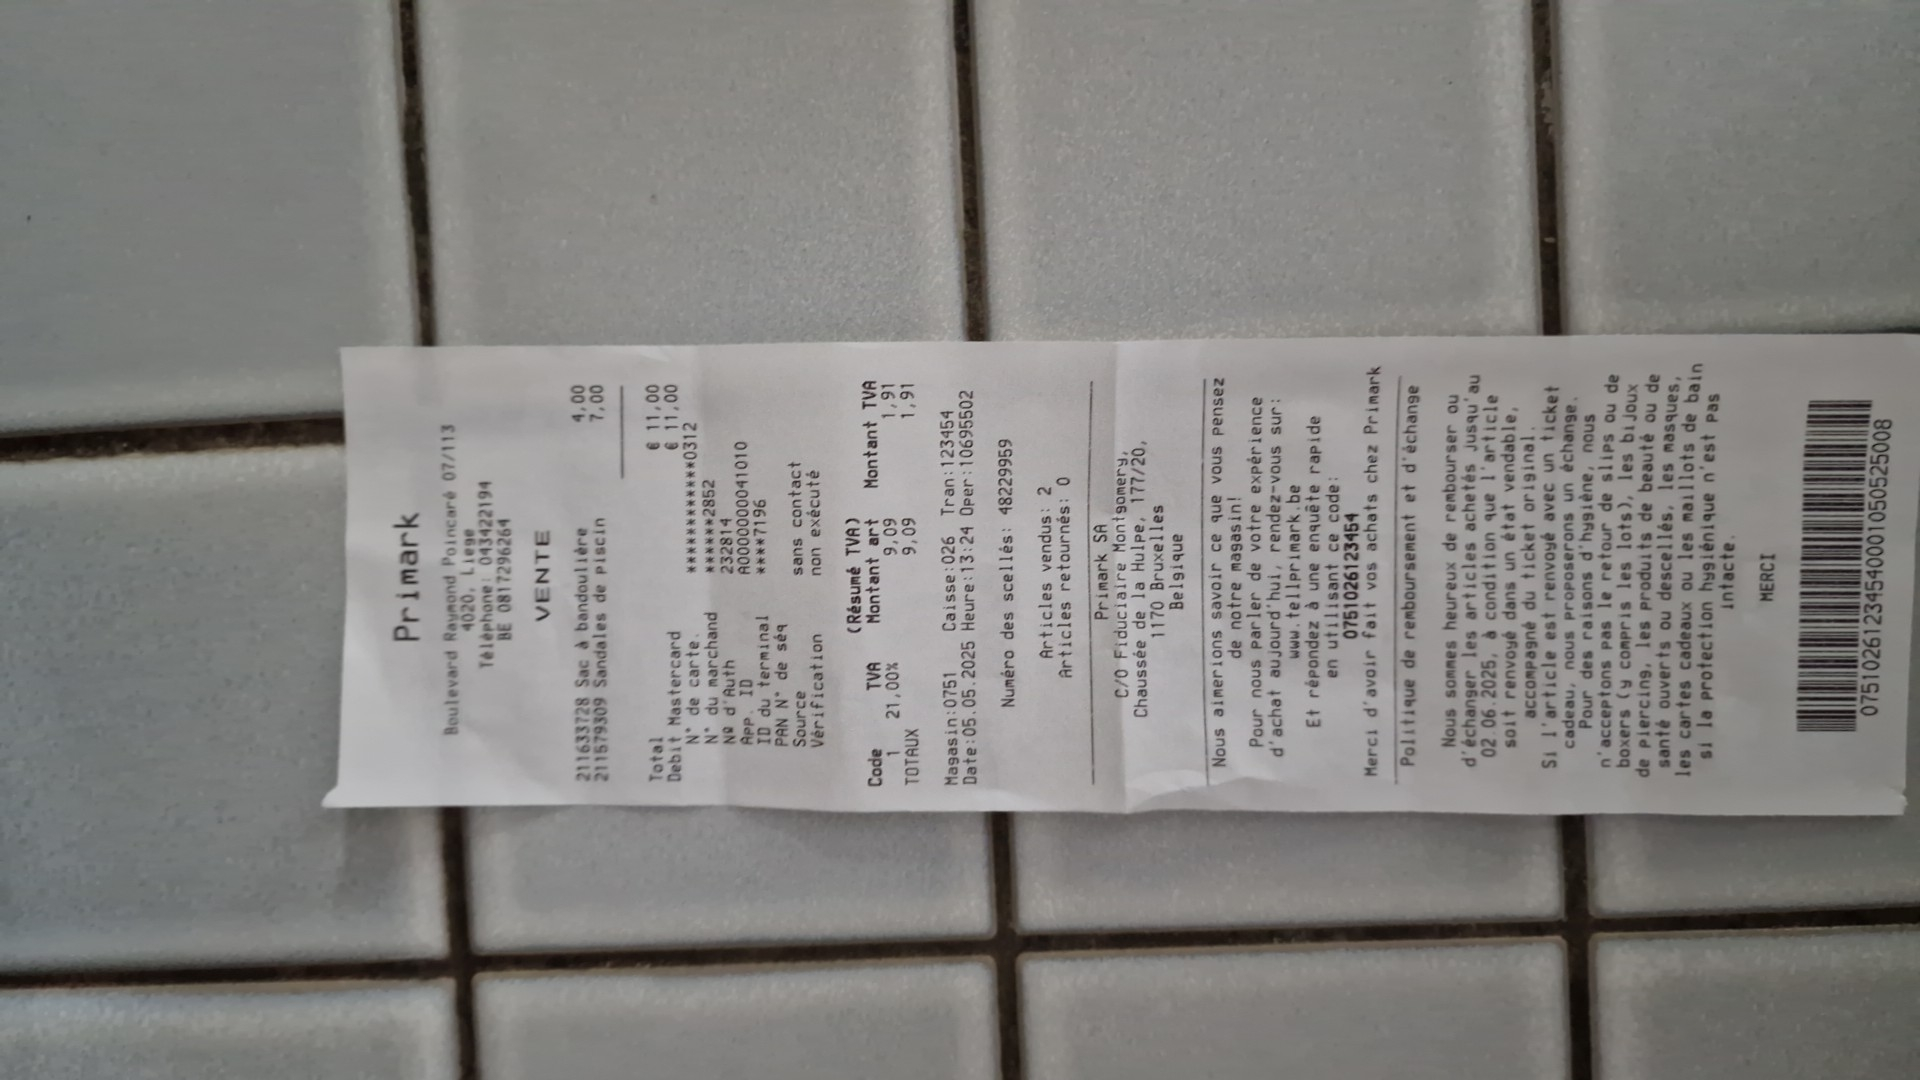 Primark
Boulevard Raymond Poincaré 07/113
4020, Liege
Téléphone: 043422194
BE 0817296264
VENTE
211633728 Sac à bandoulière 4,00
211579309 Sandales de piscin 7,00
Total € 11,00
Debit Mastercard € 11,00
N° de carte. ************0312
N° du marchand ******2852
Nº d'Auth 232814
App. ID A0000000041010
ID du terminal ****7196
PAN N° de séq
Source sans contact
Vérification non exécuté
(Résumé TVA)
Code TVA Montant art Montant TVA
1 21,00% 9,09 1,91
TOTAUX 9,09 1,91
Magasin:0751 Caisse:026 Tran:123454
Date:05.05.2025 Heure:13:24 Oper:10695502
Numéro des scellés: 48229959
Articles vendus: 2
Articles retournés: 0
Primark SA
C/O Fiduciaire Montgomery,
Chaussée de la Hulpe, 177/20,
1170 Bruxelles
Belgique
Nous aimerions savoir ce que vous pensez
de notre magasin!
Pour nous parler de votre expérience
d'achat aujourd'hui, rendez-vous sur:
www.tellprimark.be
Et répondez à une enquête rapide
en utilisant ce code:
0751026123454
Merci d'avoir fait vos achats chez Primark
Politique de remboursement et d'échange
Nous sommes heureux de rembourser ou
d'échanger les articles achetés jusqu'au
02.06.2025, à condition que l'article
soit renvoyé dans un état vendable,
accompagné du ticket original.
Si l'article est renvoyé avec un ticket
cadeau, nous proposerons un échange.
Pour des raisons d'hygiène, nous
n'acceptons pas le retour de slips ou de
boxers (y compris les lots), les bijoux
de piercing, les produits de beauté ou de
santé ouverts ou descellés, les masques,
les cartes cadeaux ou les maillots de bain
si la protection hygiénique n'est pas
intacte.
MERCI
07510261234540001050525008